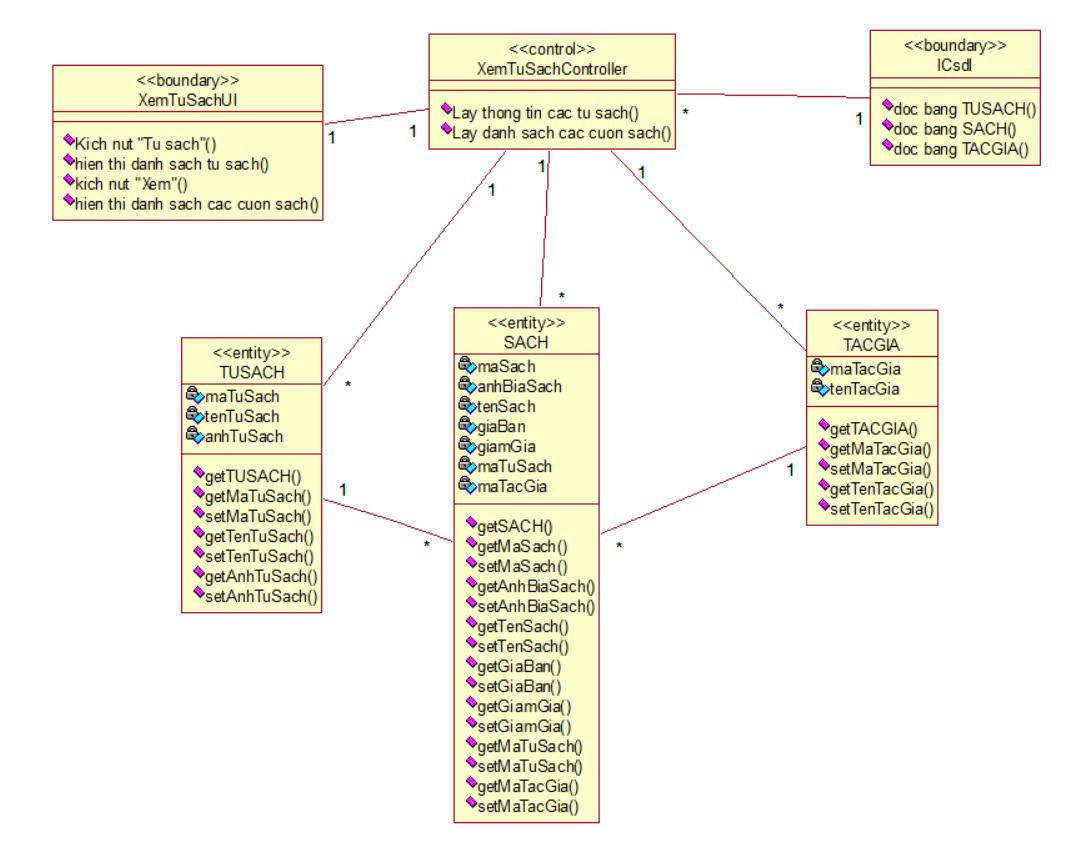 <<boundary>>
XemTuSachUI
Kich nut "Tu sach"()
hien thi danh sach tu sach()
kich nut "Xem"()
hien thi danh sach cac cuon sach()
1
1
<<control>>
XemTuSachController
Lay thong tin cac tu sach()
Lay danh sach cac cuon sach()
*
1
<<boundary>>
ICsdl
doc bang TUSACH()
doc bang SACH()
doc bang TACGIA()
1
1
1
*
*
*
<<entity>>
TUSACH
maTuSach
tenTuSach
anhTuSach
getTUSACH()
getMaTuSach()
setMaTuSach()
getTenTuSach()
setTenTuSach()
getAnhTuSach()
setAnhTuSach()
1
*
<<entity>>
SACH
maSach
anhBiaSach
tenSach
giaBan
giamGia
maTuSach
maTacGia
getSACH()
getMaSach()
setMaSach()
getAnhBiaSach()
setAnhBiaSach()
getTenSach()
setTenSach()
getGiaBan()
setGiaBan()
getGiamGia()
setGiamGia()
getMaTuSach()
setMaTuSach()
getMaTacGia()
setMaTacGia()
*
1
<<entity>>
TACGIA
maTacGia
tenTacGia
getTACGIA()
getMaTacGia()
setMaTacGia()
getTenTacGia()
setTenTacGia()